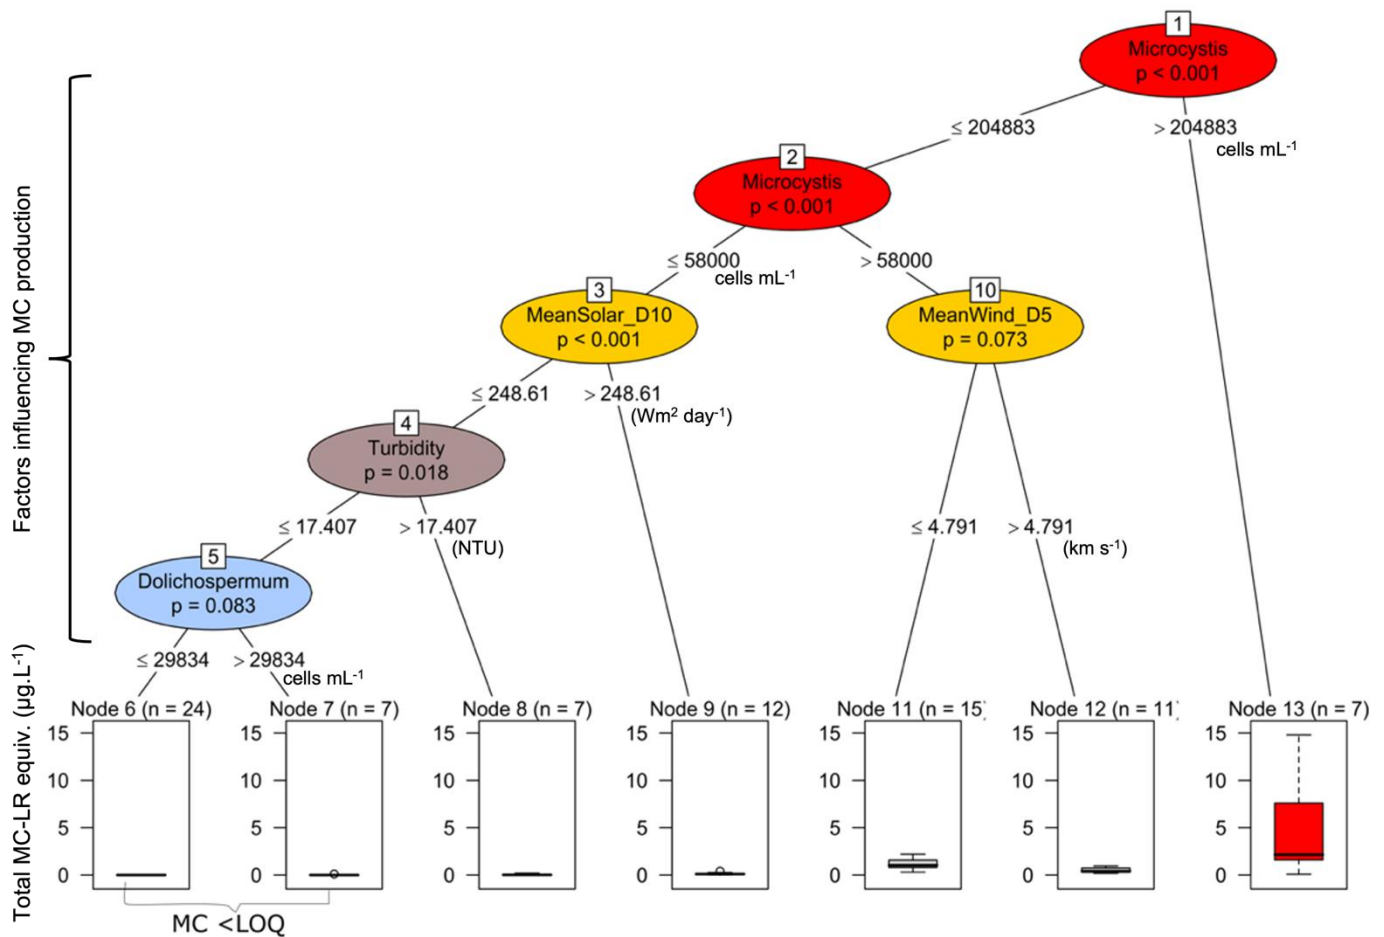 1
Microcystis
p < 0.001
≤ 204883
> 204883
cells mL⁻¹
2
Microcystis
p < 0.001
≤ 58000
cells mL⁻¹
> 58000
3
MeanSolar_D10
p < 0.001
10
MeanWind_D5
p = 0.073
≤ 248.61
> 248.61
(Wm² day⁻¹)
4
Turbidity
p = 0.018
≤ 17.407
> 17.407
(NTU)
≤ 4.791
> 4.791
(km s⁻¹)
5
Dolichospermum
p = 0.083
≤ 29834
> 29834
cells mL⁻¹
Factors influencing MC production
Total MC-LR equiv. (µg.L⁻¹)
Node 6 (n = 24)
15
10
5
0
Node 7 (n = 7)
15
10
5
0
Node 8 (n = 7)
15
10
5
0
Node 9 (n = 12)
15
10
5
0
Node 11 (n = 15)
15
10
5
0
Node 12 (n = 11)
15
10
5
0
Node 13 (n = 7)
15
10
5
0
MC <LOQ